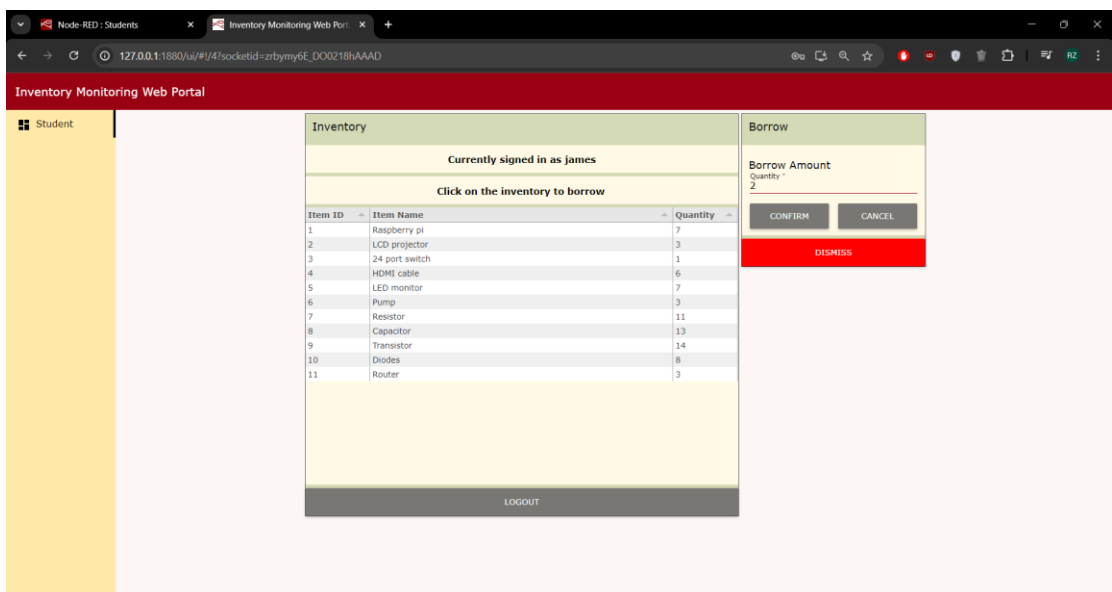 Node-RED : Students
Inventory Monitoring Web Port
127.0.0.1:1880/ui/#!/4?socketid=zrbymy6E_DO0218hAAAD
RZ
Inventory Monitoring Web Portal
Student
Inventory
Currently signed in as james
Click on the inventory to borrow
Item ID Item Name Quantity
1 Raspberry pi 7
2 LCD projector 3
3 24 port switch 1
4 HDMI cable 6
5 LED monitor 7
6 Pump 3
7 Resistor 11
8 Capacitor 13
9 Transistor 14
10 Diodes 8
11 Router 3
LOGOUT
Borrow
Borrow Amount
Quantity *
2
CONFIRM CANCEL
DISMISS